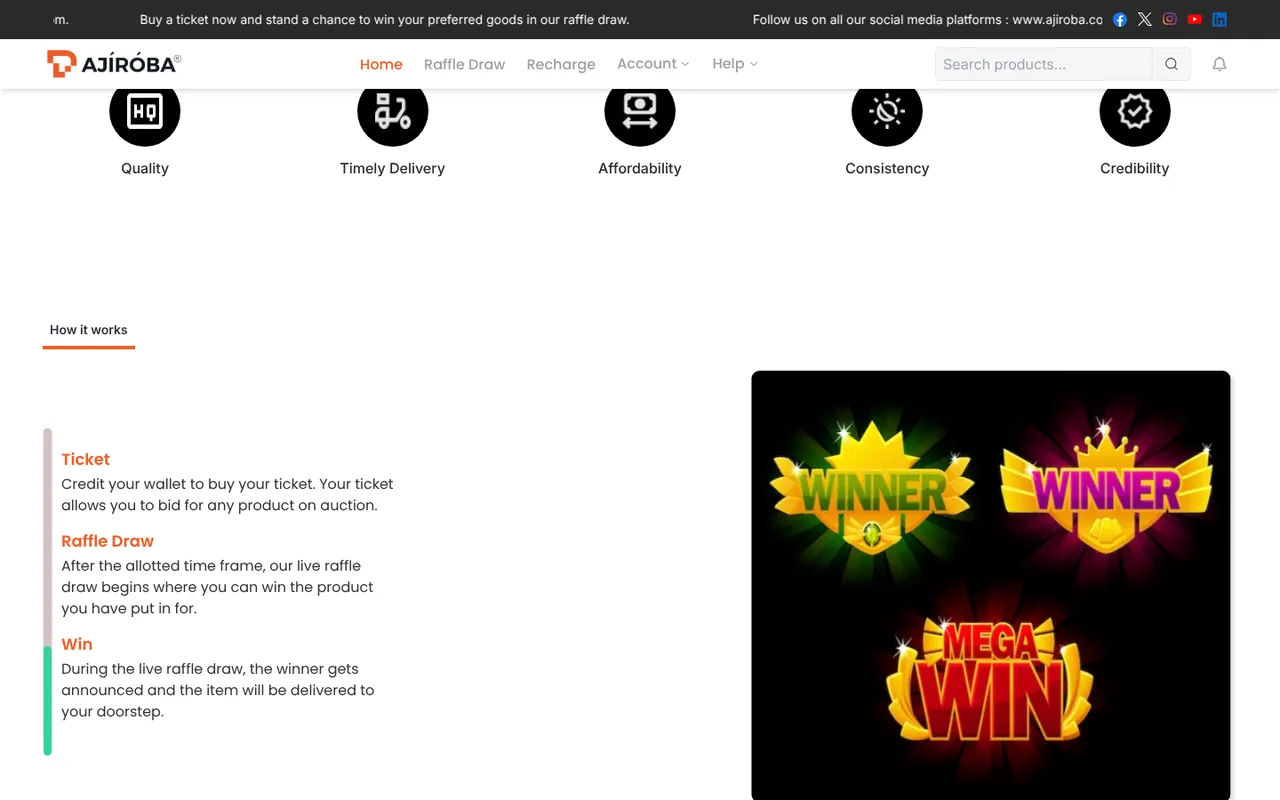 om.
Buy a ticket now and stand a chance to win your preferred goods in our raffle draw.
Follow us on all our social media platforms : www.ajiroba.co
AJÍRÓBA®
Home
Raffle Draw
Recharge
Account
Help
Search products...
HQ
Quality
Timely Delivery
Affordability
Consistency
Credibility
How it works
Ticket
Credit your wallet to buy your ticket. Your ticket
allows you to bid for any product on auction.
Raffle Draw
After the allotted time frame, our live raffle
draw begins where you can win the product
you have put in for.
Win
During the live raffle draw, the winner gets
announced and the item will be delivered to
your doorstep.
WINNER
WINNER
MEGA
WIN